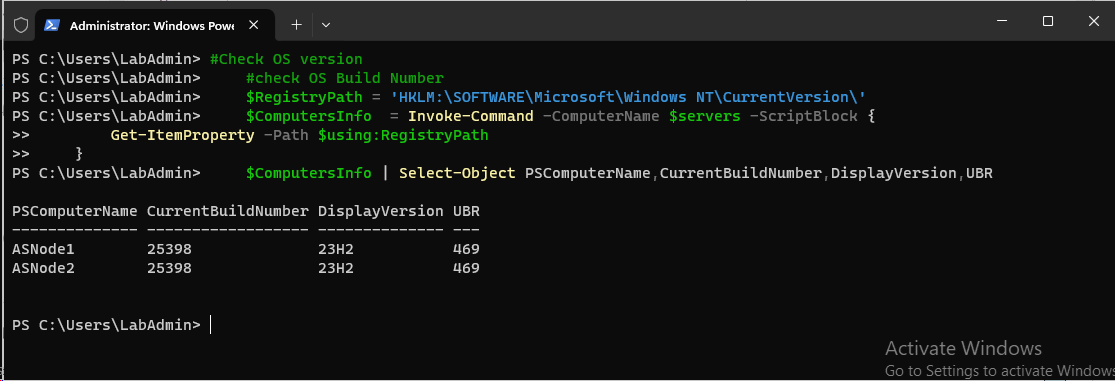 Administrator: Windows Powe
PS C:\Users\LabAdmin> #Check OS version
PS C:\Users\LabAdmin>     #check OS Build Number
PS C:\Users\LabAdmin>     $RegistryPath = 'HKLM:\SOFTWARE\Microsoft\Windows NT\CurrentVersion\'
PS C:\Users\LabAdmin>     $ComputersInfo  = Invoke-Command -ComputerName $servers -ScriptBlock {
>>         Get-ItemProperty -Path $using:RegistryPath
>>     }
PS C:\Users\LabAdmin>     $ComputersInfo | Select-Object PSComputerName,CurrentBuildNumber,DisplayVersion,UBR
PSComputerName CurrentBuildNumber DisplayVersion UBR
-------------- ------------------ -------------- ---
ASNode1        25398              23H2           469
ASNode2        25398              23H2           469
PS C:\Users\LabAdmin>
Activate Windows
Go to Settings to activate Windows